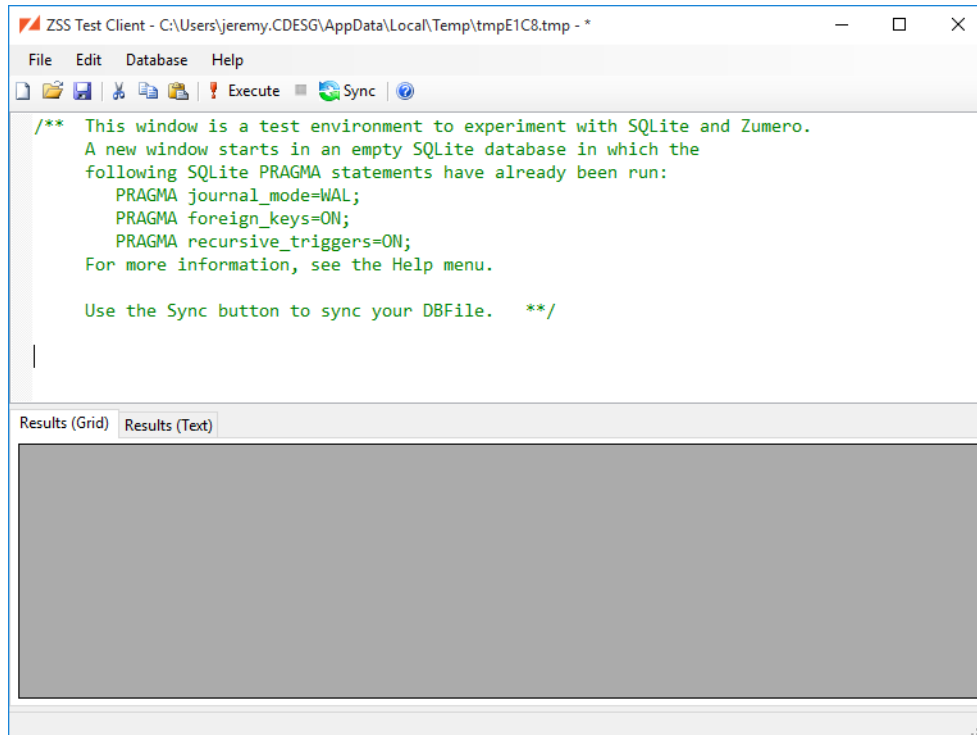 ZSS Test Client - C:\Users\jeremy.CDESG\AppData\Local\Temp\tmpE1C8.tmp - *
File Edit Database Help
Execute Sync
/** This window is a test environment to experiment with SQLite and Zumero.
A new window starts in an empty SQLite database in which the
following SQLite PRAGMA statements have already been run:
PRAGMA journal_mode=WAL;
PRAGMA foreign_keys=ON;
PRAGMA recursive_triggers=ON;
For more information, see the Help menu.
Use the Sync button to sync your DBFile. **/
Results (Grid) Results (Text)